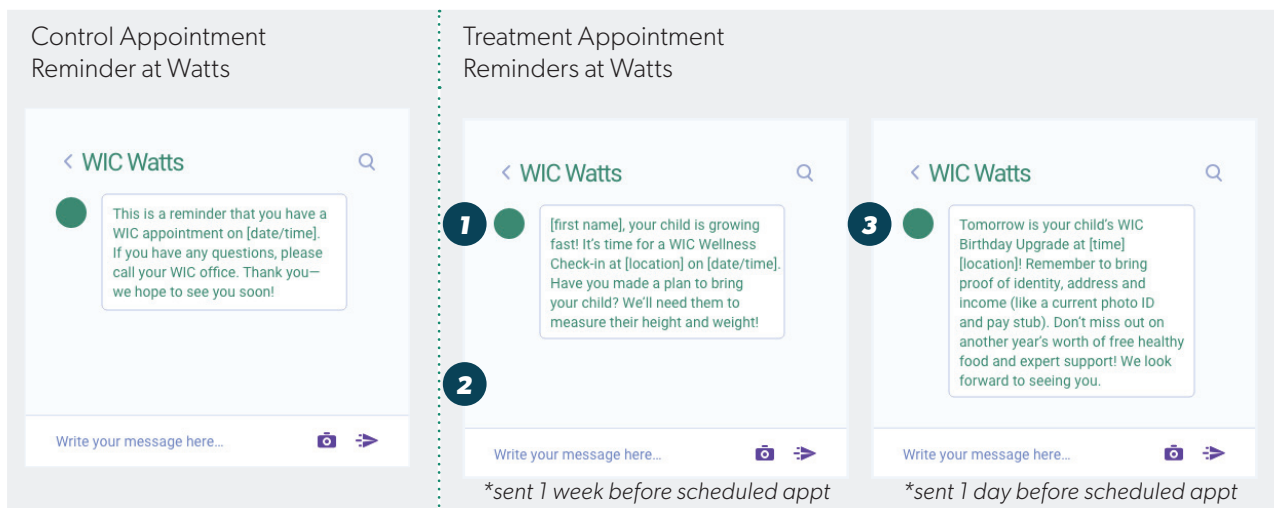 Control Appointment
Reminder at Watts
WIC Watts
This is a reminder that you have a
WIC appointment on [date/time].
If you have any questions, please
call your WIC office. Thank you—
we hope to see you soon!
Write your message here...
Treatment Appointment
Reminders at Watts
1
WIC Watts
[first name], your child is growing
fast! It's time for a WIC Wellness
Check-in at [location] on [date/time].
Have you made a plan to bring
your child? We'll need them to
measure their height and weight!
2
Write your message here...
*sent 1 week before scheduled appt
3
WIC Watts
Tomorrow is your child's WIC
Birthday Upgrade at [time]
[location]! Remember to bring
proof of identity, address and
income (like a current photo ID
and pay stub). Don't miss out on
another year's worth of free healthy
food and expert support! We look
forward to seeing you.
Write your message here...
*sent 1 day before scheduled appt